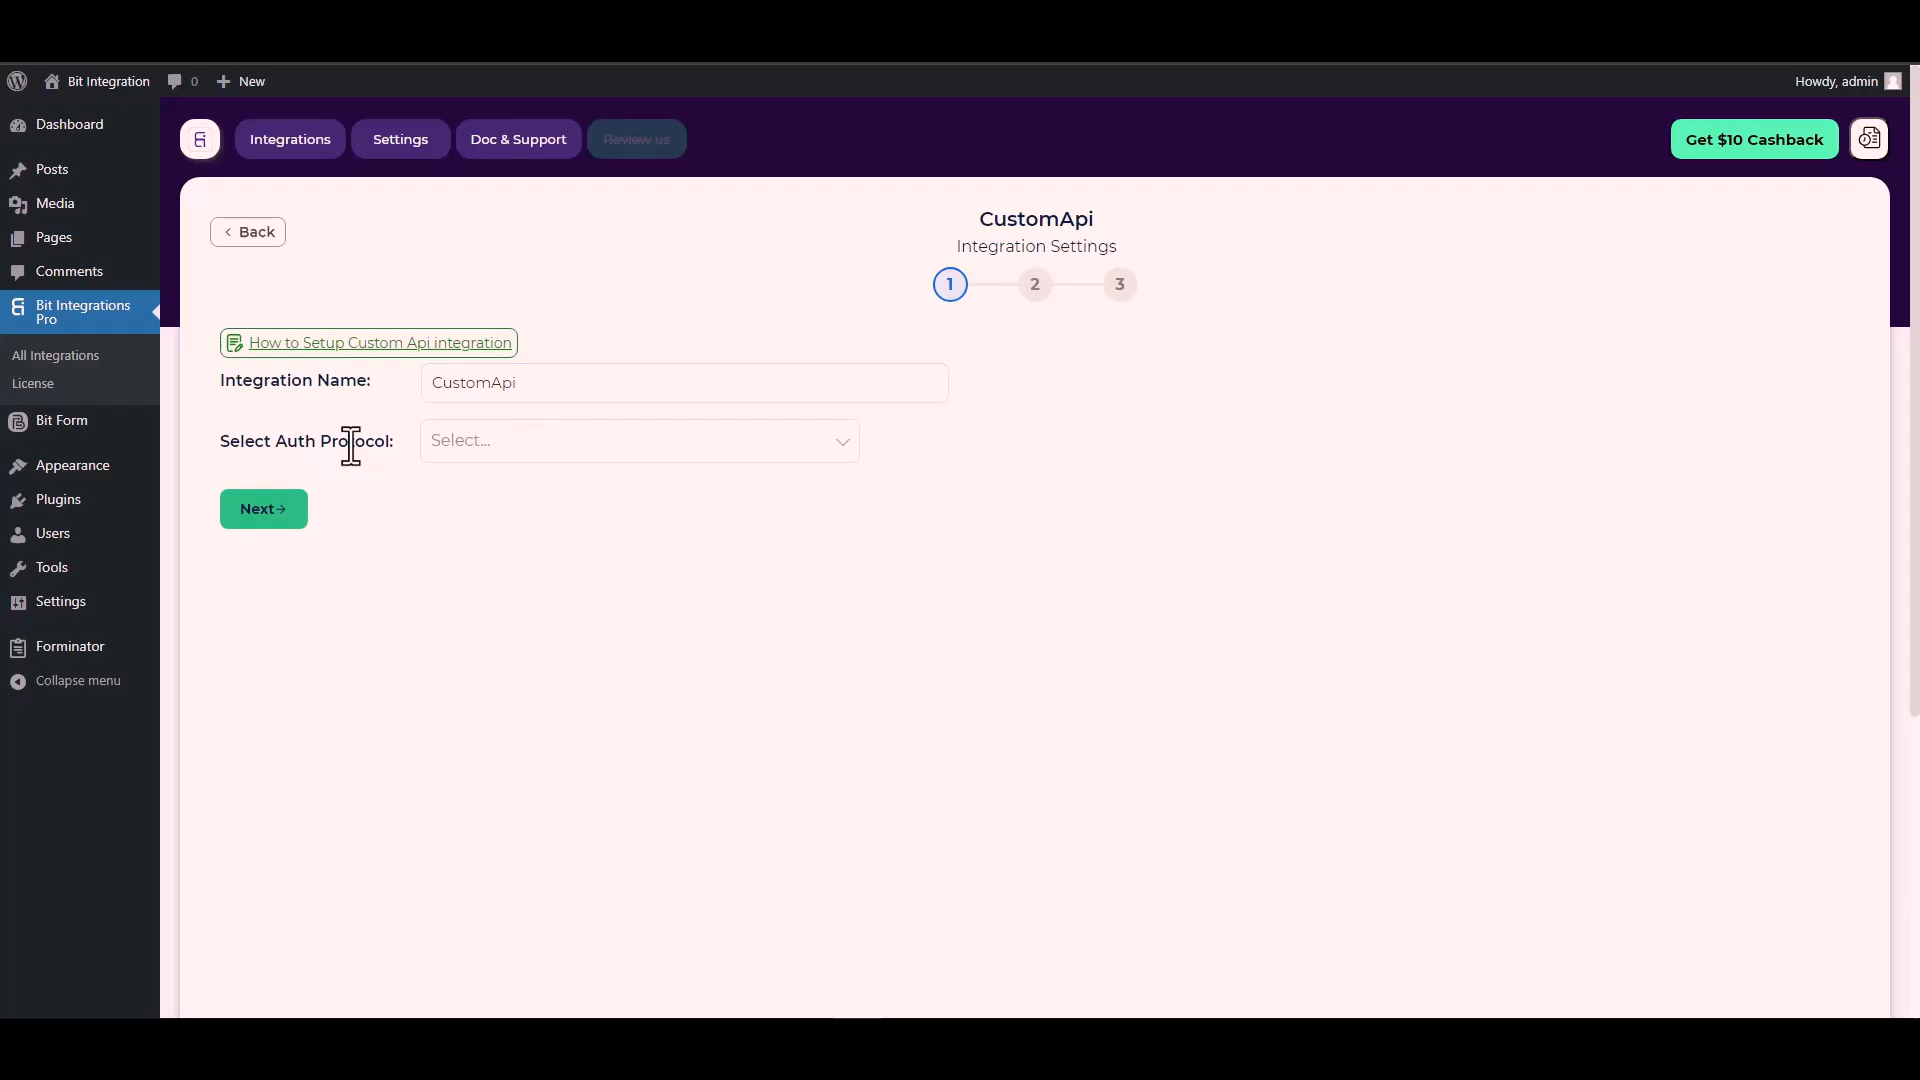 Bit Integration
0
New
Howdy, admin
Dashboard
Posts
Media
Pages
Comments
Bit Integrations
Pro
All Integrations
License
Bit Form
Appearance
Plugins
Users
Tools
Settings
Forminator
Collapse menu
Integrations
Settings
Doc & Support
Review us
Get $10 Cashback
Back
CustomApi
Integration Settings
1
2
3
How to Setup Custom Api integration
Integration Name:
CustomApi
Select Auth Protocol:
Select...
Next